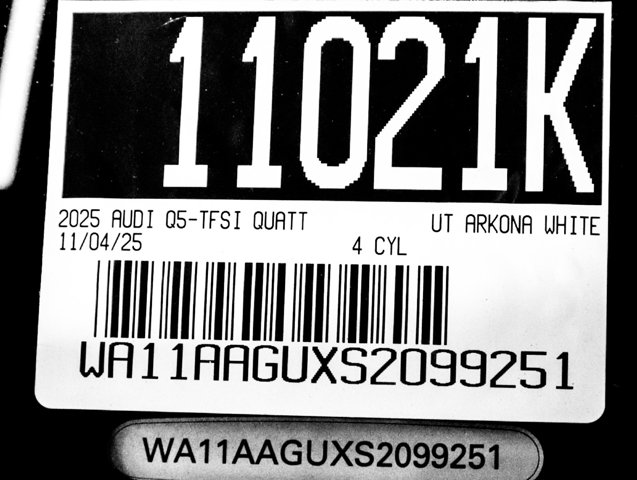 11021K
2025 AUDI Q5-TFSI QUATT UT ARKONA WHITE
11/04/25 4 CYL
WA11AAGUXS2099251
WA11AAGUXS2099251